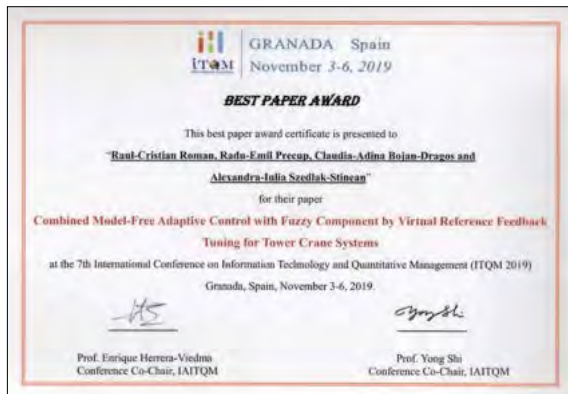 GRANADA Spain
ITQM November 3-6, 2019
BEST PAPER AWARD
This best paper award certificate is presented to
"Raul-Cristian Roman, Radu-Emil Precup, Claudia-Adina Bojan-Dragos and
Alexandra-Iulia Szedlak-Stinean"
for their paper
Combined Model-Free Adaptive Control with Fuzzy Component by Virtual Reference Feedback
Tuning for Tower Crane Systems
at the 7th International Conference on Information Technology and Quantitative Management (ITQM 2019)
Granada, Spain, November 3-6, 2019.
Yong Shi
Prof. Enrique Herrera-Viedma Prof. Yong Shi
Conference Co-Chair, IAITQM Conference Co-Chair, IAITQM